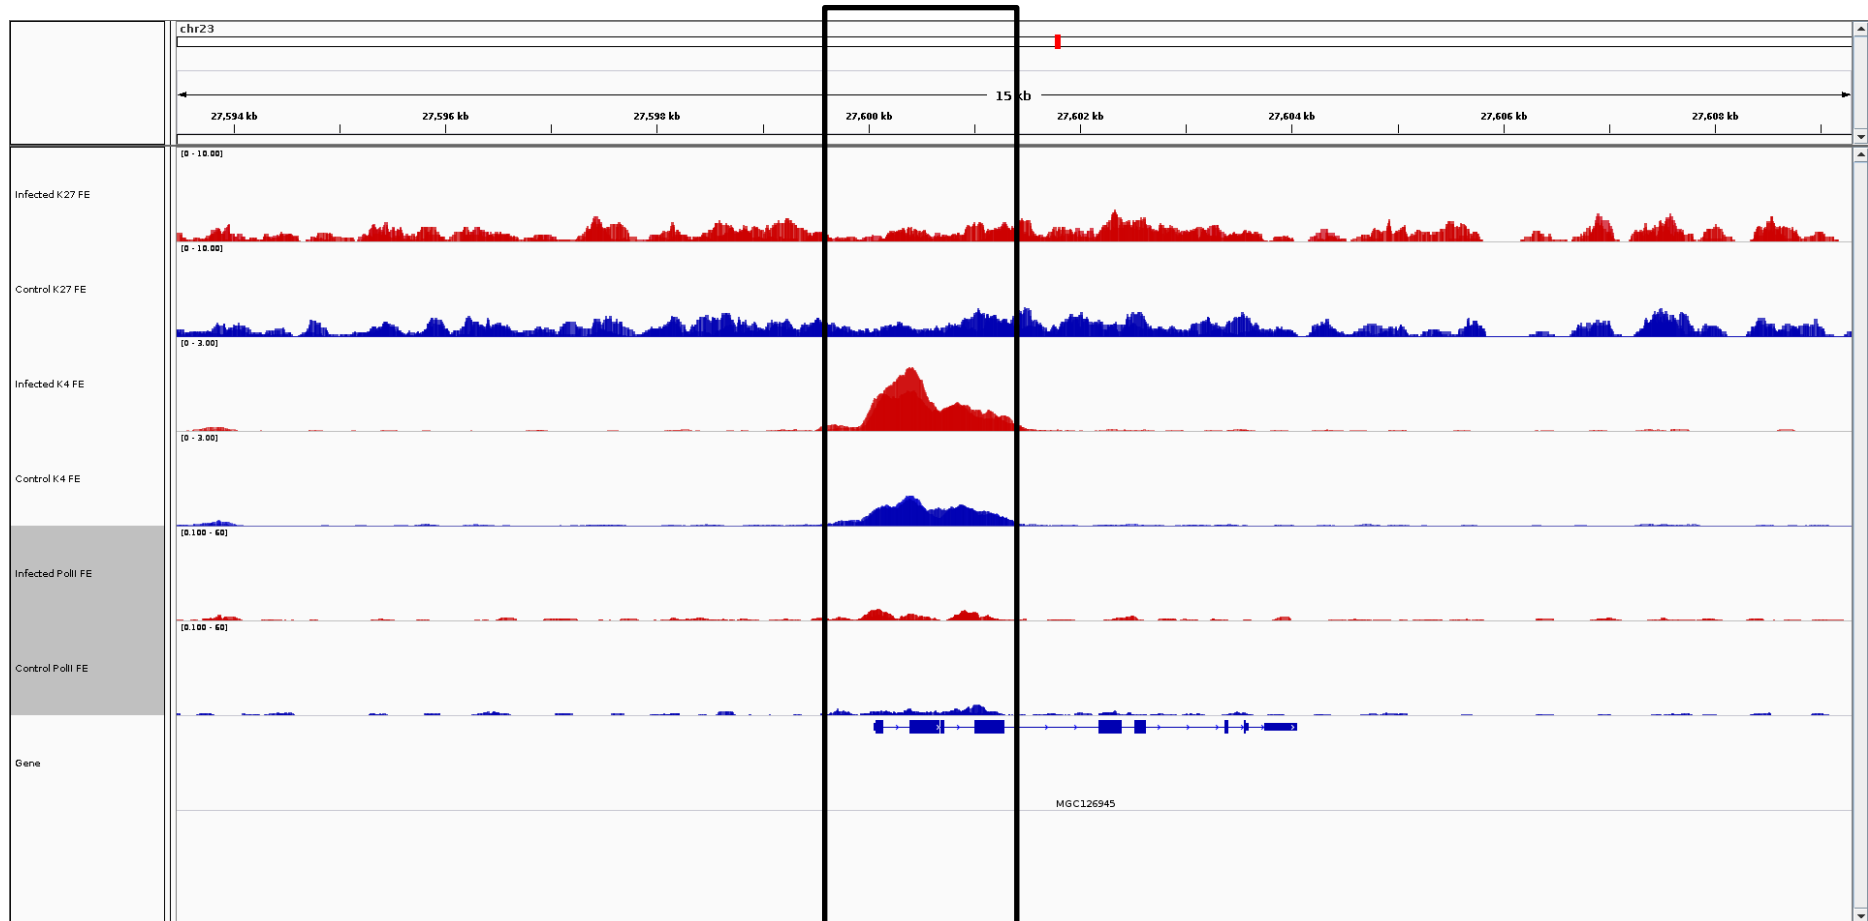 chr23
15 kb
27,594 kb 27,596 kb 27,598 kb 27,600 kb 27,602 kb 27,604 kb 27,606 kb 27,608 kb
[0 - 10.00]
Infected K27 FE
[0 - 10.00]
Control K27 FE
[0 - 3.00]
Infected K4 FE
[0 - 3.00]
Control K4 FE
[0.100 - 60]
Infected PolII FE
[0.100 - 60]
Control PolII FE
Gene
MGC126945